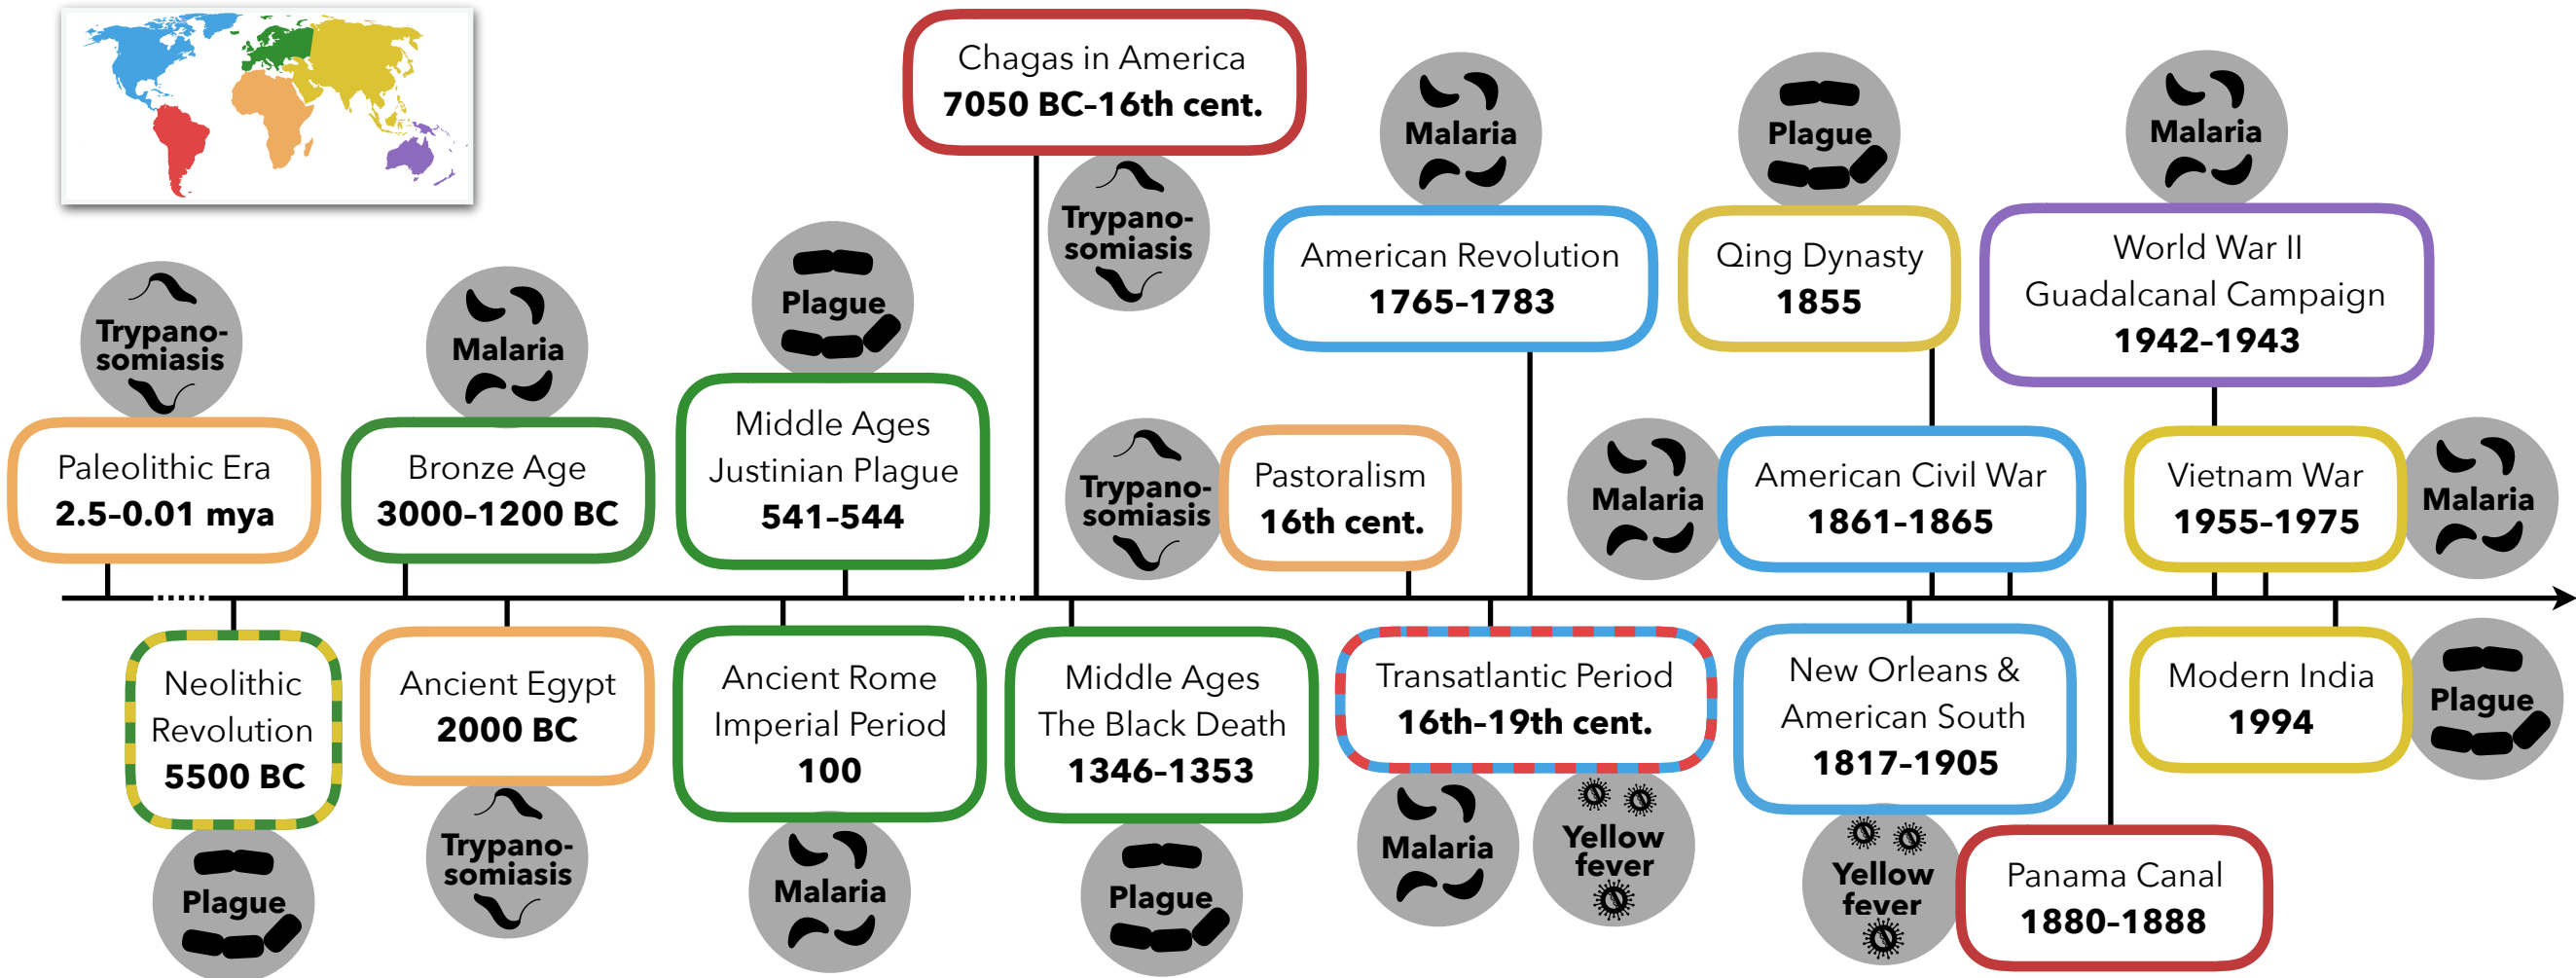 Chagas in America
7050 BC–16th cent.
Trypano-
somiasis
Malaria
American Revolution
1765–1783
Plague
Qing Dynasty
1855
Malaria
World War II
Guadalcanal Campaign
1942–1943
Trypano-
somiasis
Paleolithic Era
2.5–0.01 mya
Malaria
Bronze Age
3000–1200 BC
Plague
Middle Ages
Justinian Plague
541–544
Trypano-
somiasis
Pastoralism
16th cent.
Malaria
American Civil War
1861–1865
Vietnam War
1955–1975
Malaria
Neolithic
Revolution
5500 BC
Plague
Ancient Egypt
2000 BC
Trypano-
somiasis
Ancient Rome
Imperial Period
100
Malaria
Middle Ages
The Black Death
1346–1353
Plague
Transatlantic Period
16th–19th cent.
Malaria
Yellow
fever
New Orleans &
American South
1817–1905
Yellow
fever
Panama Canal
1880–1888
Modern India
1994
Plague